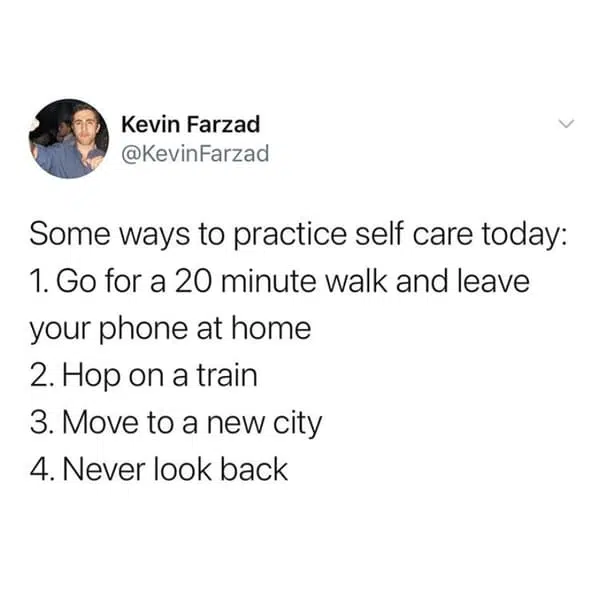 Kevin Farzad
@KevinFarzad
Some ways to practice self care today:
1. Go for a 20 minute walk and leave
your phone at home
2. Hop on a train
3. Move to a new city
4. Never look back